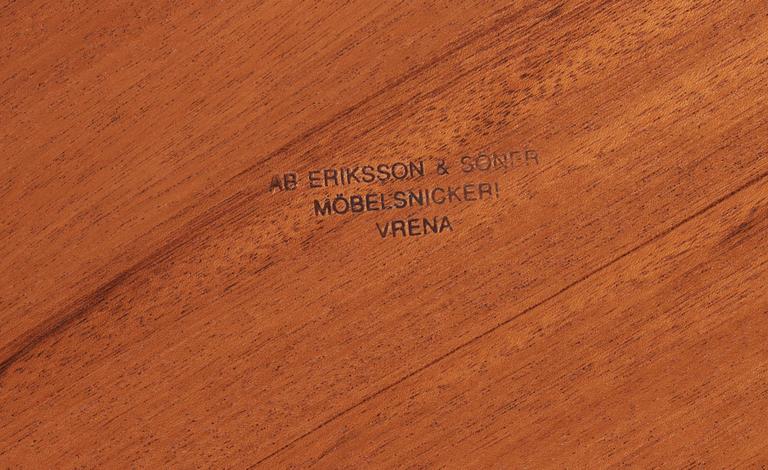 AB ERIKSSON & SÖNER
MÖBELSNICKERI
VRENA